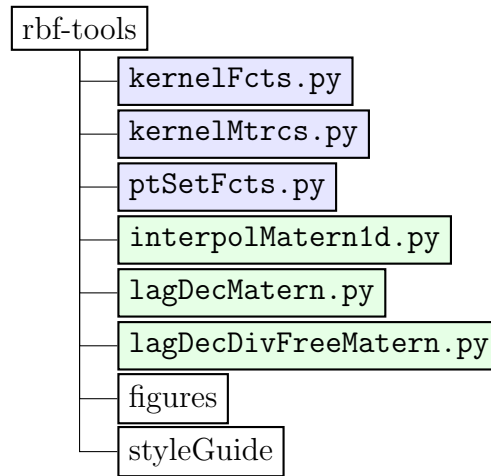 rbf-tools
kernelFcts.py
kernelMtrcs.py
ptSetFcts.py
interpolMatern1d.py
lagDecMatern.py
lagDecDivFreeMatern.py
figures
styleGuide